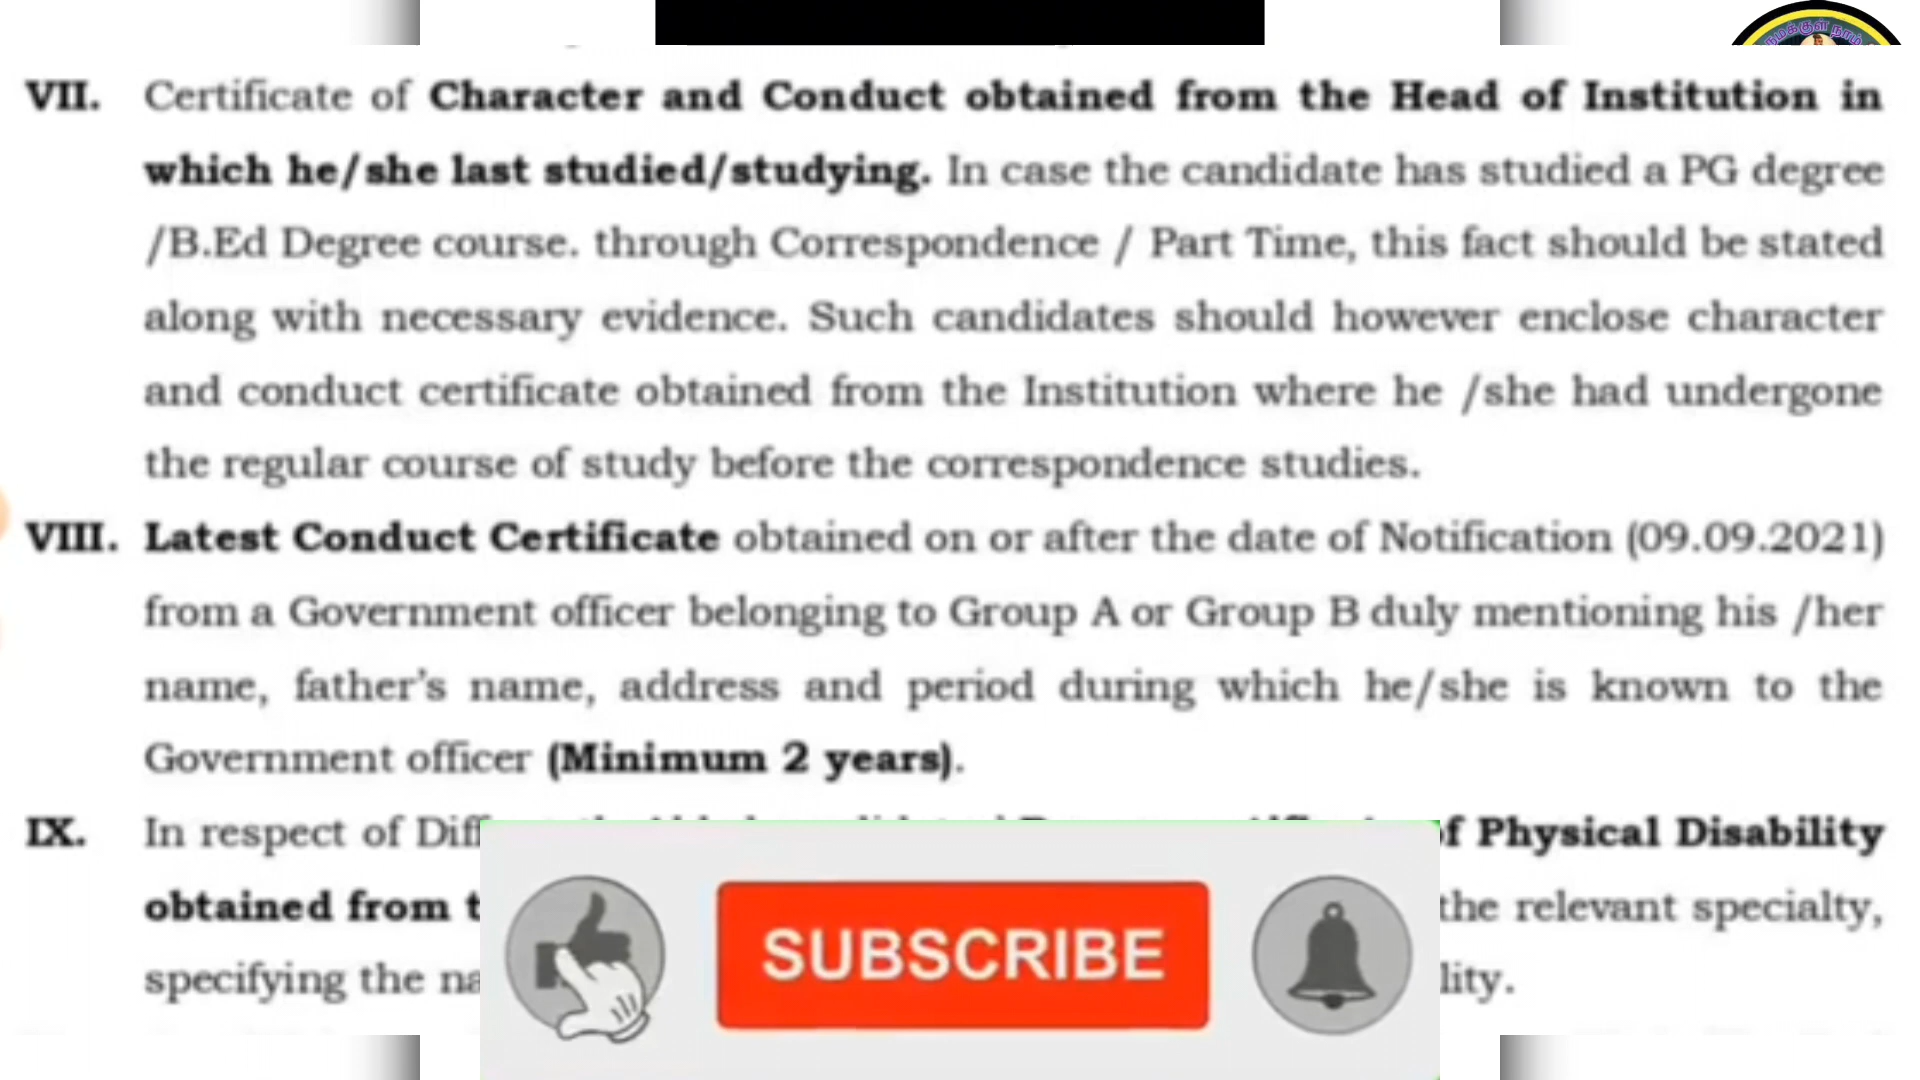 நமக்குள் நாம்
VII. Certificate of Character and Conduct obtained from the Head of Institution in
which he/she last studied/studying. In case the candidate has studied a PG degree
/B.Ed Degree course. through Correspondence / Part Time, this fact should be stated
along with necessary evidence. Such candidates should however enclose character
and conduct certificate obtained from the Institution where he /she had undergone
the regular course of study before the correspondence studies.
VIII. Latest Conduct Certificate obtained on or after the date of Notification (09.09.2021)
from a Government officer belonging to Group A or Group B duly mentioning his /her
name, father's name, address and period during which he/she is known to the
Government officer (Minimum 2 years).
IX. In respect of of Physical Disability
obtained from the relevant specialty,
specifying the
SUBSCRIBE